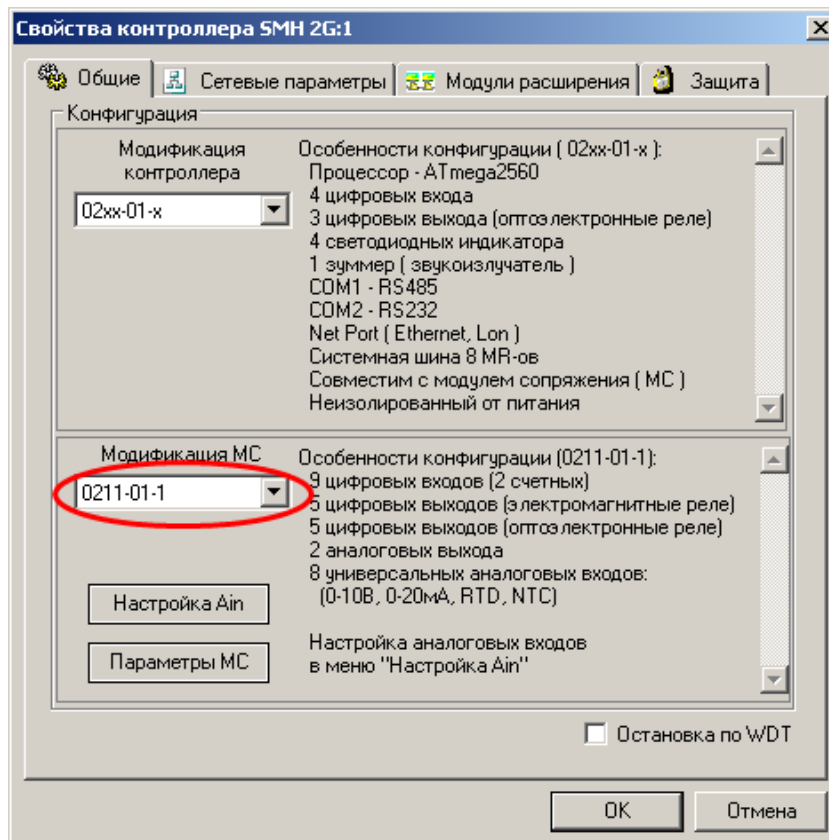 Свойства контроллера SMH 2G:1
Общие
Сетевые параметры
Модули расширения
Защита
Конфигурация
Модификация
контроллера
02xx-01-x
Особенности конфигурации ( 02xx-01-x ):
Процессор - ATmega2560
4 цифровых входа
3 цифровых выхода (оптоэлектронные реле)
4 светодиодных индикатора
1 зуммер ( звукоизлучатель )
COM1 - RS485
COM2 - RS232
Net Port ( Ethernet, Lon )
Системная шина 8 MR-ов
Совместим с модулем сопряжения ( МС )
Неизолированный от питания
Модификация МС
0211-01-1
Настройка Ain
Параметры МС
Особенности конфигурации (0211-01-1):
9 цифровых входов (2 счетных)
5 цифровых выходов (электромагнитные реле)
5 цифровых выходов (оптоэлектронные реле)
2 аналоговых выхода
8 универсальных аналоговых входов:
(0-10В, 0-20мА, RTD, NTC)
Настройка аналоговых входов
в меню "Настройка Ain"
Остановка по WDT
OK
Отмена